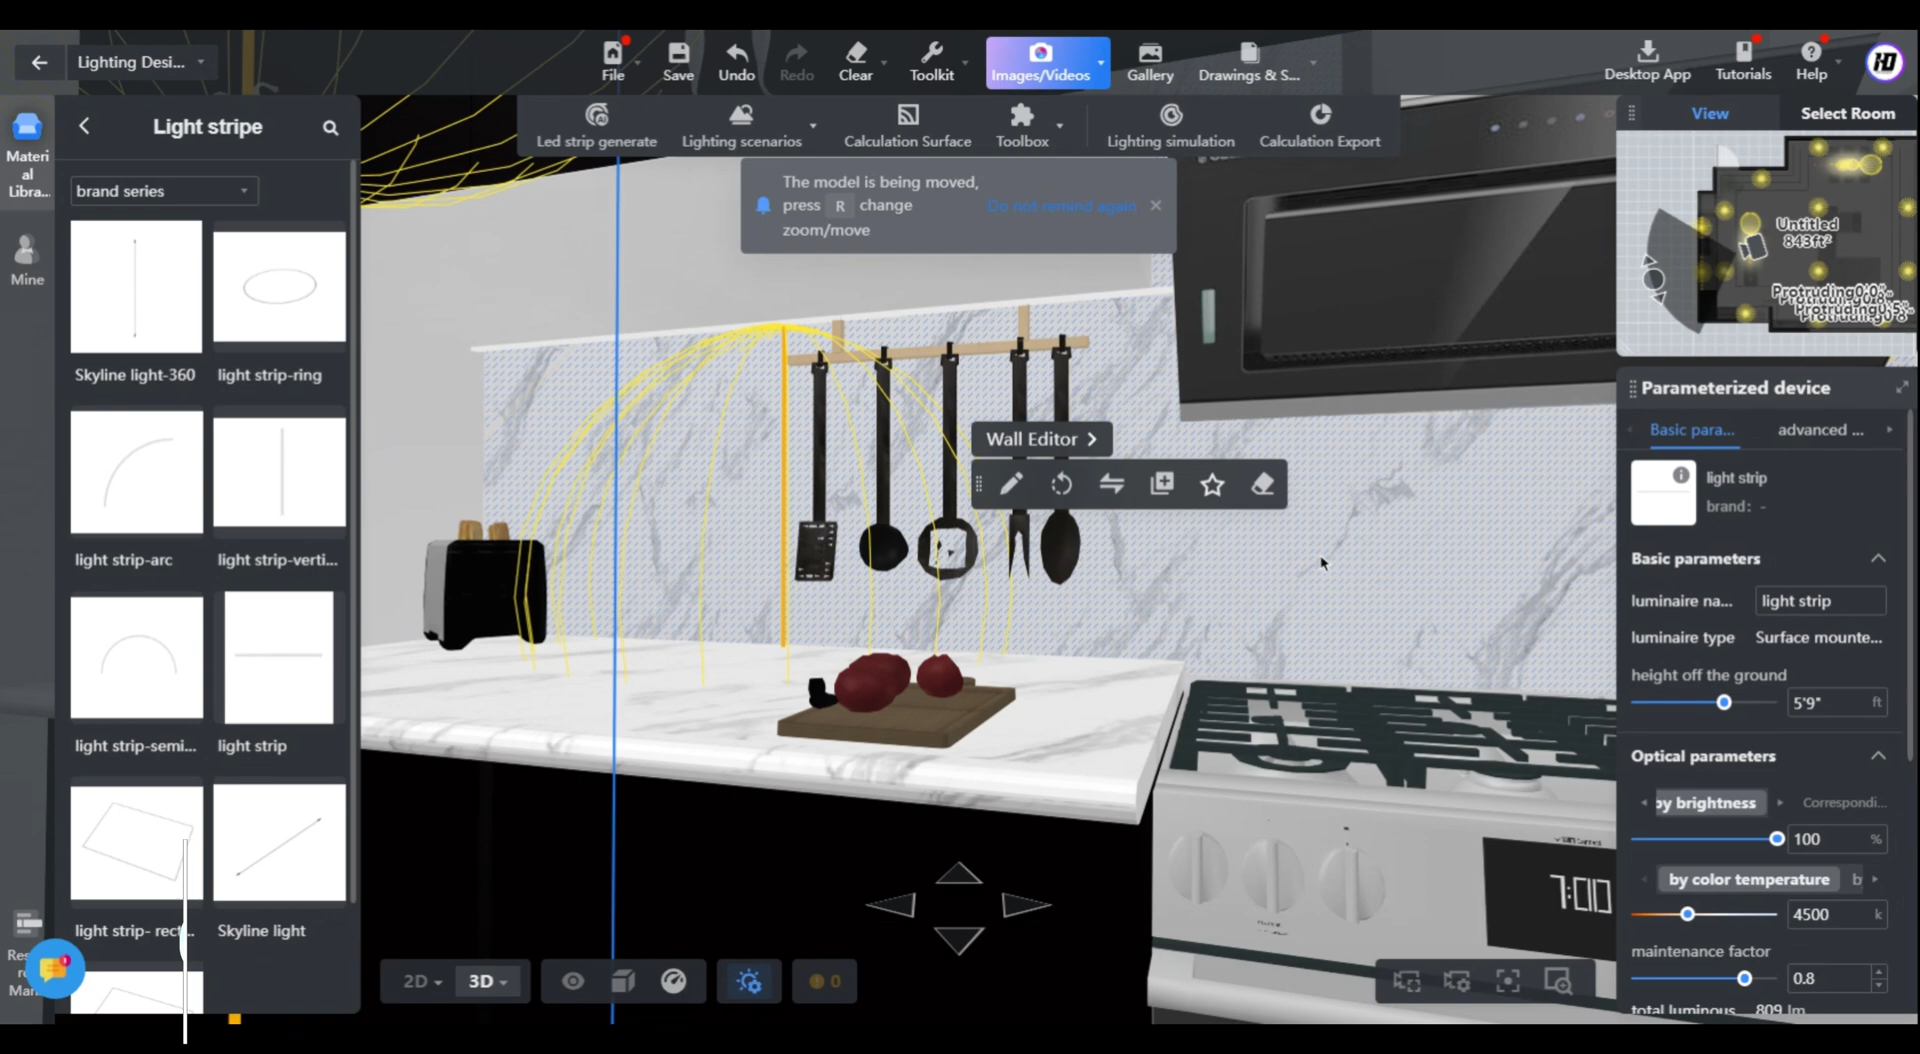 Lighting Desi...
File
Save
Undo
Redo
Clear
Toolkit
Images/Videos
Gallery
Drawings & S...
Desktop App
Tutorials
Help
Led strip generate
Lighting scenarios
Calculation Surface
Toolbox
Lighting simulation
Calculation Export
Materi
al
Libra...
Mine
Light stripe
brand series
Skyline light-360
light strip-ring
light strip-arc
light strip-verti...
light strip-semi...
light strip
light strip- rect...
Skyline light
The model is being moved,
press R change
zoom/move
Do not remind again
Wall Editor
7:00
2D
3D
0
View
Select Room
Untitled
843ft²
Parameterized device
Basic para...
advanced ...
light strip
brand: -
Basic parameters
luminaire na...
light strip
luminaire type
Surface mounte...
height off the ground
5'9"
ft
Optical parameters
by brightness
Correspondi...
100
%
by color temperature
4500
k
maintenance factor
0.8
total luminous
809 lm